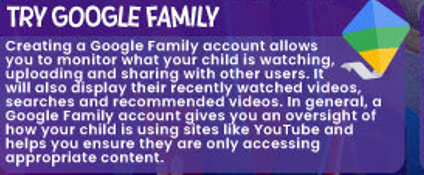 TRY GOOGLE FAMILY
Creating a Google Family account allows
you to monitor what your child is watching,
uploading and sharing with other users. It
will also display their recently watched videos,
searches and recommended videos. In general, a
Google Family account gives you an oversight of
how your child is using sites like YouTube and
helps you ensure they are only accessing
appropriate content.